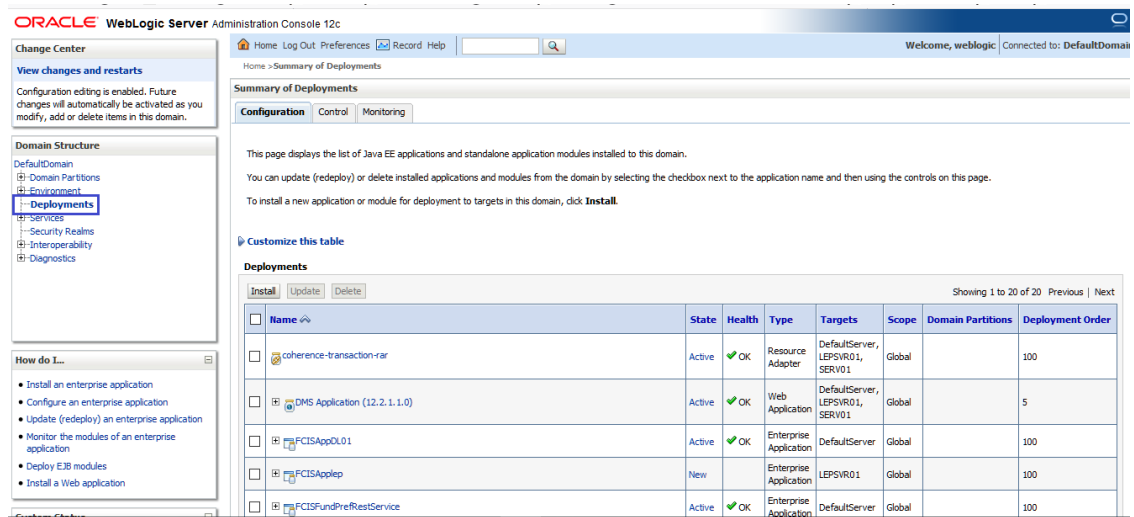 ORACLE WebLogic Server Administration Console 12c
Change Center
View changes and restarts
Configuration editing is enabled. Future
changes will automatically be activated as you
modify, add or delete items in this domain.
Domain Structure
DefaultDomain
Domain Partitions
Environment
Deployments
Services
Security Realms
Interoperability
Diagnostics
How do I...
Install an enterprise application
Configure an enterprise application
Update (redeploy) an enterprise application
Monitor the modules of an enterprise
application
Deploy EJB modules
Install a Web application
System Status
Home Log Out Preferences Record Help
Welcome, weblogic Connected to: DefaultDomain
Home >Summary of Deployments
Summary of Deployments
Configuration Control Monitoring
This page displays the list of Java EE applications and standalone application modules installed to this domain.
You can update (redeploy) or delete installed applications and modules from the domain by selecting the checkbox next to the application name and then using the controls on this page.
To install a new application or module for deployment to targets in this domain, click Install.
Customize this table
Deployments
Install Update Delete Showing 1 to 20 of 20 Previous | Next
Name State Health Type Targets Scope Domain Partitions Deployment Order
coherence-transaction-rar Active OK Resource Adapter DefaultServer, LEPSVR01, SERV01 Global 100
DMS Application (12.2.1.1.0) Active OK Web Application DefaultServer, LEPSVR01, SERV01 Global 5
FCISAppDL01 Active OK Enterprise Application DefaultServer Global 100
FCISApplep New Enterprise Application LEPSVR01 Global 100
FCISFundPrefRestService Active OK Enterprise Application DefaultServer Global 100